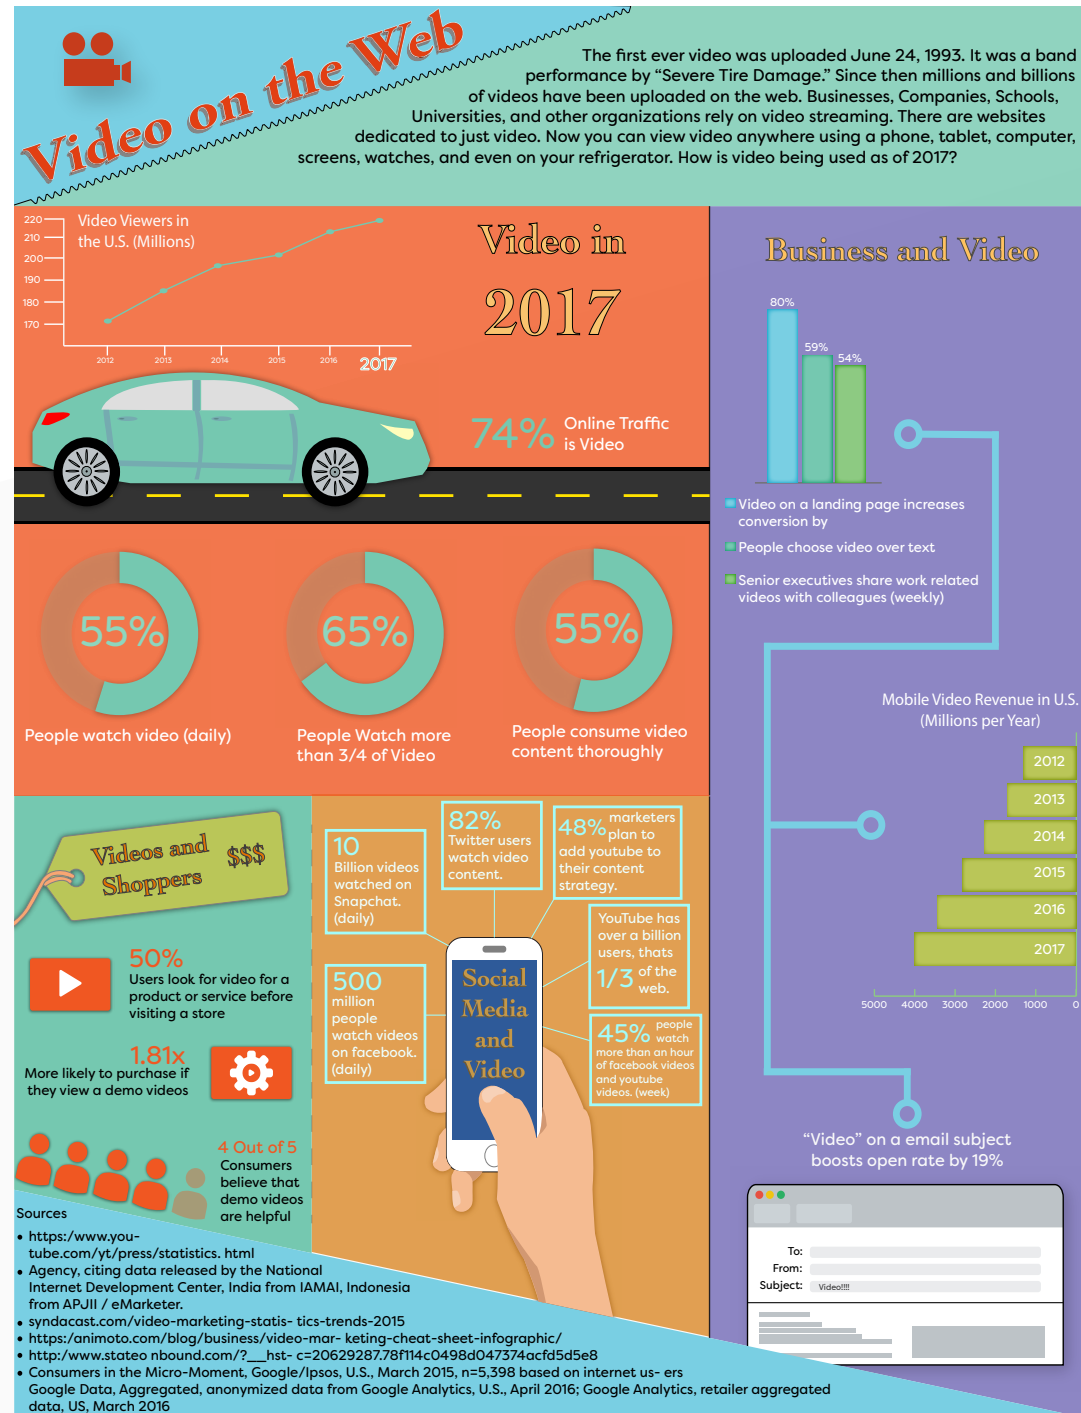 Video on the Web
The first ever video was uploaded June 24, 1993. It was a band
performance by “Severe Tire Damage.” Since then millions and billions
of videos have been uploaded on the web. Businesses, Companies, Schools,
Universities, and other organizations rely on video streaming. There are websites
dedicated to just video. Now you can view video anywhere using a phone, tablet, computer,
screens, watches, and even on your refrigerator. How is video being used as of 2017?
Video Viewers in
the U.S. (Millions)
220
210
200
190
180
170
2012
2013
2014
2015
2016
2017
Video in
2017
74%
Online Traffic
is Video
55%
People watch video (daily)
65%
People Watch more
than 3/4 of Video
55%
People consume video
content thoroughly
Business and Video
80%
59%
54%
Video on a landing page increases
conversion by
People choose video over text
Senior executives share work related
videos with colleagues (weekly)
Mobile Video Revenue in U.S.
(Millions per Year)
2012
2013
2014
2015
2016
2017
5000 4000 3000 2000 1000 0
“Video” on a email subject
boosts open rate by 19%
To:
From:
Subject: Video!!!!
Videos and
Shoppers
$$$
50%
Users look for video for a
product or service before
visiting a store
1.81x
More likely to purchase if
they view a demo videos
4 Out of 5
Consumers
believe that
demo videos
are helpful
10
Billion videos
watched on
Snapchat.
(daily)
82%
Twitter users
watch video
content.
48% marketers
plan to
add youtube to
their content
strategy.
500
million
people
watch videos
on facebook.
(daily)
YouTube has
over a billion
users, thats
1/3 of the
web.
45% people
watch
more than an hour
of facebook videos
and youtube
videos. (week)
Social
Media
and
Video
Sources
• https:/www.you-
tube.com/yt/press/statistics. html
• Agency, citing data released by the National
Internet Development Center, India from IAMAI, Indonesia
from APJII / eMarketer.
• syndacast.com/video-marketing-statis- tics-trends-2015
• https:/animoto.com/blog/business/video-mar- keting-cheat-sheet-infographic/
• http:/www.stateo nbound.com/?__hst- c=20629287.78f114c0498d047374acfd5d5e8
• Consumers in the Micro-Moment, Google/Ipsos, U.S., March 2015, n=5,398 based on internet us- ers
Google Data, Aggregated, anonymized data from Google Analytics, U.S., April 2016; Google Analytics, retailer aggregated
data, US, March 2016